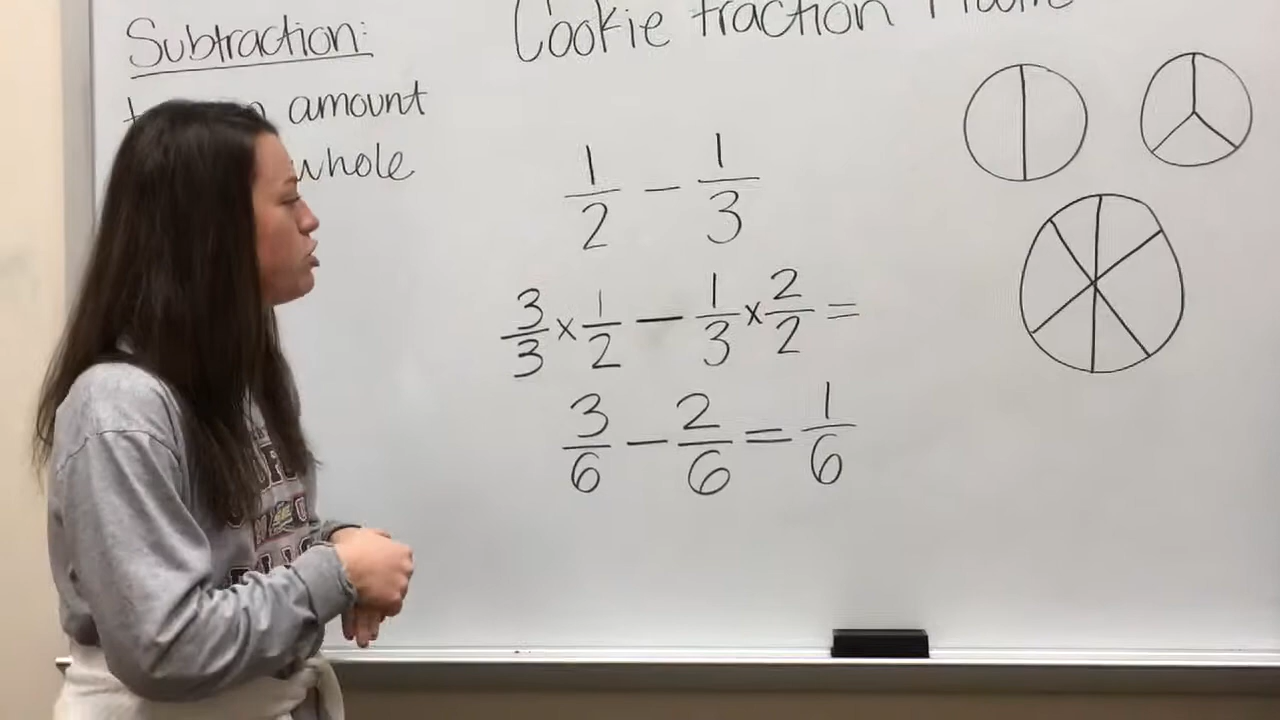 Subtraction:
amount
whole
Cookie fraction
1/2 - 1/3
3/3 x 1/2 - 1/3 x 2/2 =
3/6 - 2/6 = 1/6